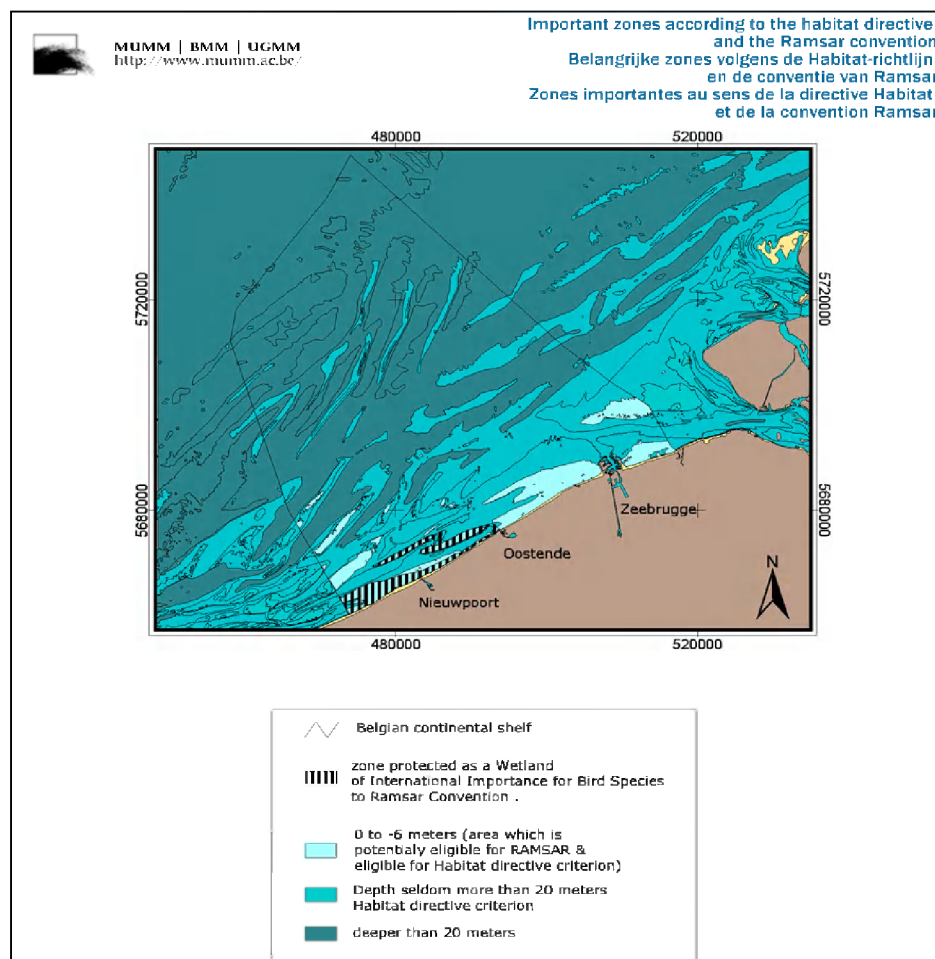 MUMM | BMM | UGMM
http://www.mumm.ac.be/
Important zones according to the habitat directive
and the Ramsar convention
Belangrijke zones volgens de Habitat-richtlijn
en de conventie van Ramsar
Zones importantes au sens de la directive Habitat
et de la convention Ramsar
480000
520000
5720000
5720000
5680000
5680000
Zeebrugge
Oostende
Nieuwpoort
N
480000
520000
Belgian continental shelf
zone protected as a Wetland
of International Importance for Bird Species
to Ramsar Convention .
0 to -6 meters (area which is
potentialy eligible for RAMSAR &
eligible for Habitat directive criterion)
Depth seldom more than 20 meters
Habitat directive criterion
deeper than 20 meters